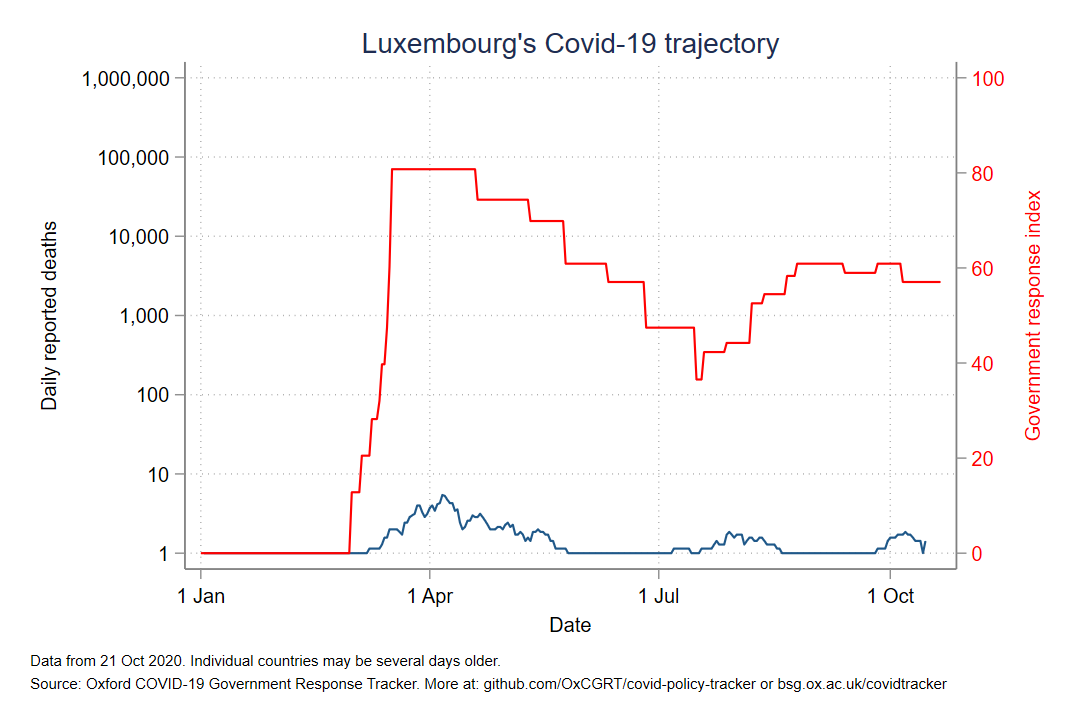 Luxembourg's Covid-19 trajectory
1,000,000
100,000
10,000
1,000
100
10
1
Daily reported deaths
100
80
60
40
20
0
Government response index
1 Jan
1 Apr
1 Jul
1 Oct
Date
Data from 21 Oct 2020. Individual countries may be several days older.
Source: Oxford COVID-19 Government Response Tracker. More at: github.com/OxCGRT/covid-policy-tracker or bsg.ox.ac.uk/covidtracker